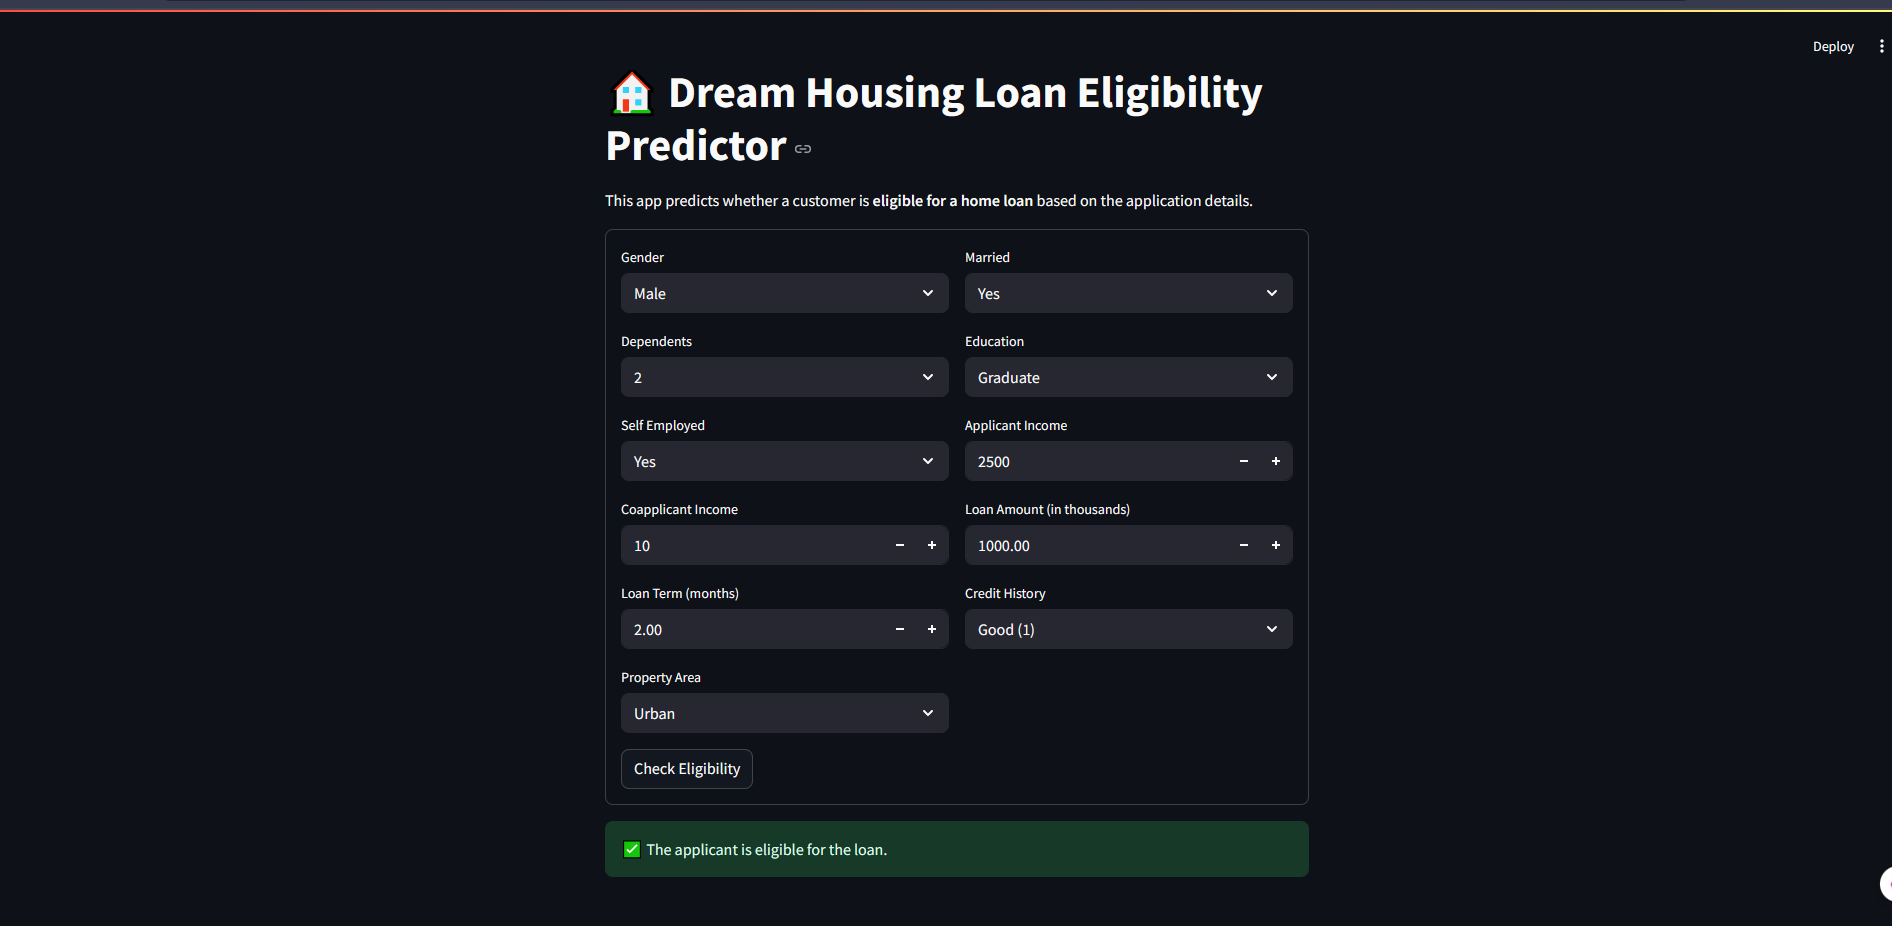 Deploy
Dream Housing Loan Eligibility
Predictor
This app predicts whether a customer is eligible for a home loan based on the application details.
Gender
Married
Male
Yes
Dependents
Education
2
Graduate
Self Employed
Applicant Income
Yes
2500
Coapplicant Income
Loan Amount (in thousands)
10
1000.00
Loan Term (months)
Credit History
2.00
Good (1)
Property Area
Urban
Check Eligibility
The applicant is eligible for the loan.